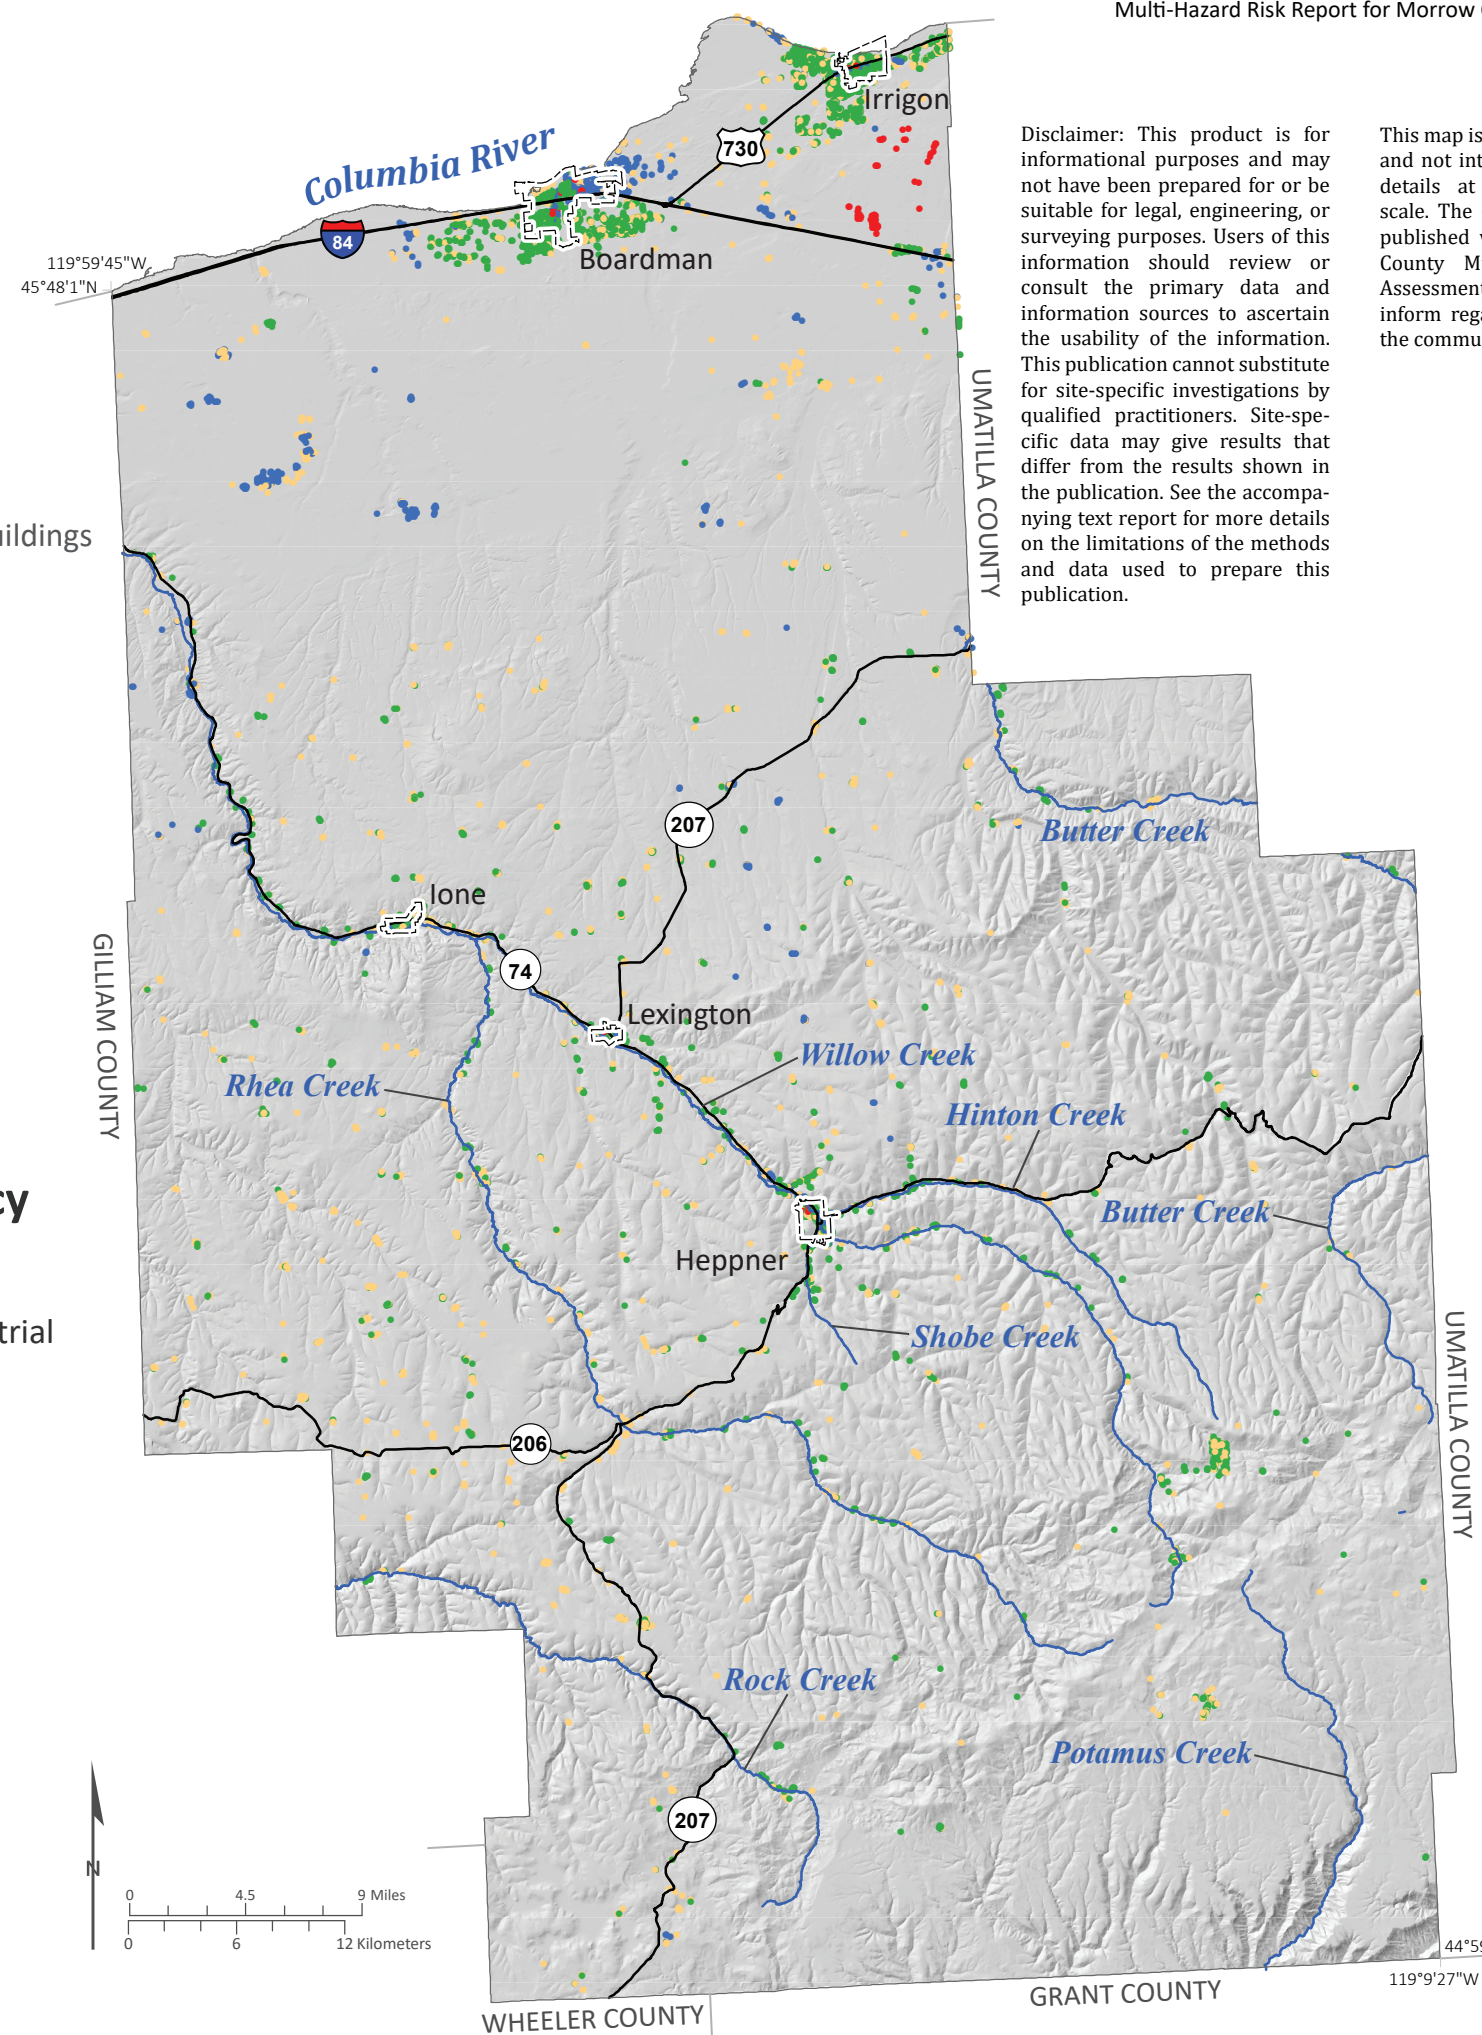 Multi-Hazard Risk Report for Morrow
Irrigon
730
Columbia River
84
Boardman
119°59'45"W
45°48'1"N
Disclaimer: This product is for
informational purposes and may
not have been prepared for or be
suitable for legal, engineering, or
surveying purposes. Users of this
information should review or
consult the primary data and
information sources to ascertain
the usability of the information.
This publication cannot substitute
for site-specific investigations by
qualified practitioners. Site-spe-
cific data may give results that
differ from the results shown in
the publication. See the accompa-
nying text report for more details
on the limitations of the methods
and data used to prepare this
publication.
This map is
and not int
details at
scale. The
published
County M
Assessment
inform rega
the commu
UMATILLA COUNTY
ildings
207
Butter Creek
Ione
74
GILLIAM COUNTY
Lexington
Willow Creek
Rhea Creek
Hinton Creek
cy
Butter Creek
Heppner
trial
Shobe Creek
UMATILLA COUNTY
206
Rock Creek
Potamus Creek
207
N
0 4.5 9 Miles
0 6 12 Kilometers
44°59
119°9'27"W
GRANT COUNTY
WHEELER COUNTY